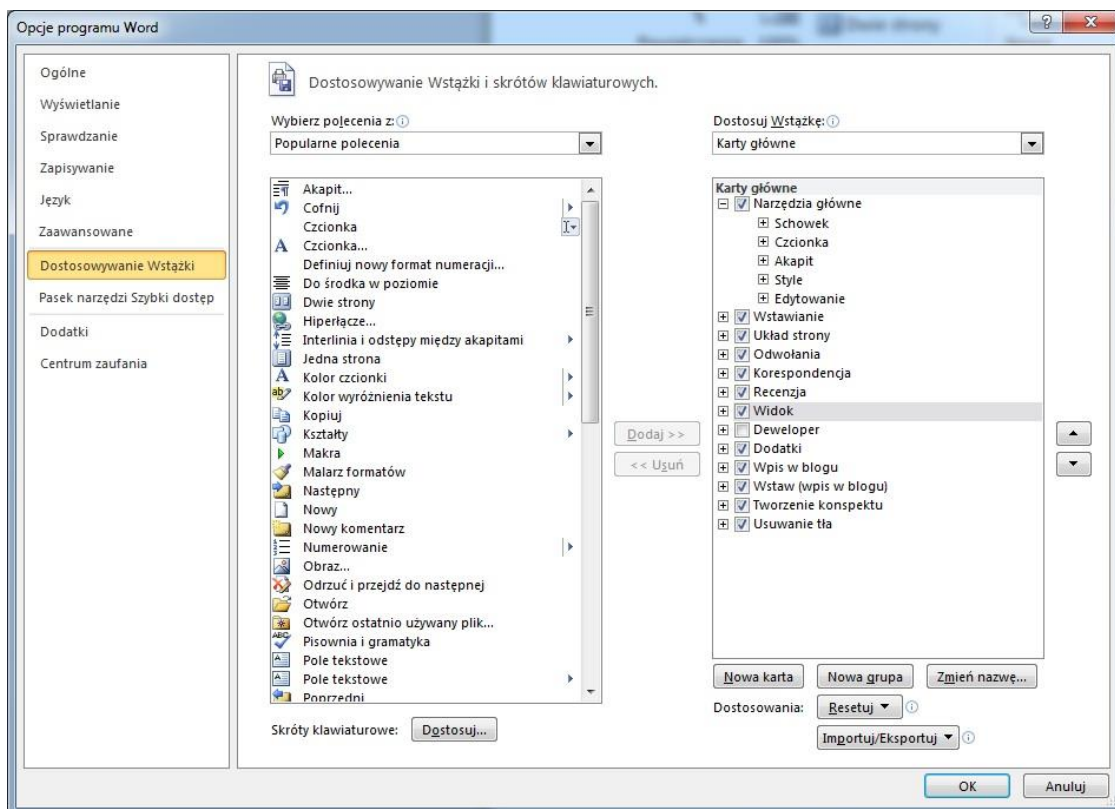 Opcje programu Word
Dwie strony
Ogólne
Wyświetlanie
Sprawdzanie
Zapisywanie
Język
Zaawansowane
Dostosowywanie Wstążki
Pasek narzędzi Szybki dostęp
Dodatki
Centrum zaufania
Dostosowywanie Wstążki i skrótów klawiaturowych.
Wybierz polecenia z:
Popularne polecenia
Akapit...
Cofnij
Czcionka
Czcionka...
Definiuj nowy format numeracji...
Do środka w poziomie
Dwie strony
Hiperłącze...
Interlinia i odstępy między akapitami
Jedna strona
Kolor czcionki
Kolor wyróżnienia tekstu
Kopiuj
Kształty
Makra
Malarz formatów
Następny
Nowy
Nowy komentarz
Numerowanie
Obraz...
Odrzuć i przejdź do następnej
Otwórz
Otwórz ostatnio używany plik...
Pisownia i gramatyka
Pole tekstowe
Pole tekstowe
Poprzedni
Skróty klawiaturowe: Dostosuj...
Dodaj >>
<< Usuń
Dostosuj Wstążkę:
Karty główne
Karty główne
Narzędzia główne
Schowek
Czcionka
Akapit
Style
Edytowanie
Wstawianie
Układ strony
Odwołania
Korespondencja
Recenzja
Widok
Deweloper
Dodatki
Wpis w blogu
Wstaw (wpis w blogu)
Tworzenie konspektu
Usuwanie tła
Nowa karta Nowa grupa Zmień nazwę...
Dostosowania: Resetuj
Importuj/Eksportuj
OK Anuluj